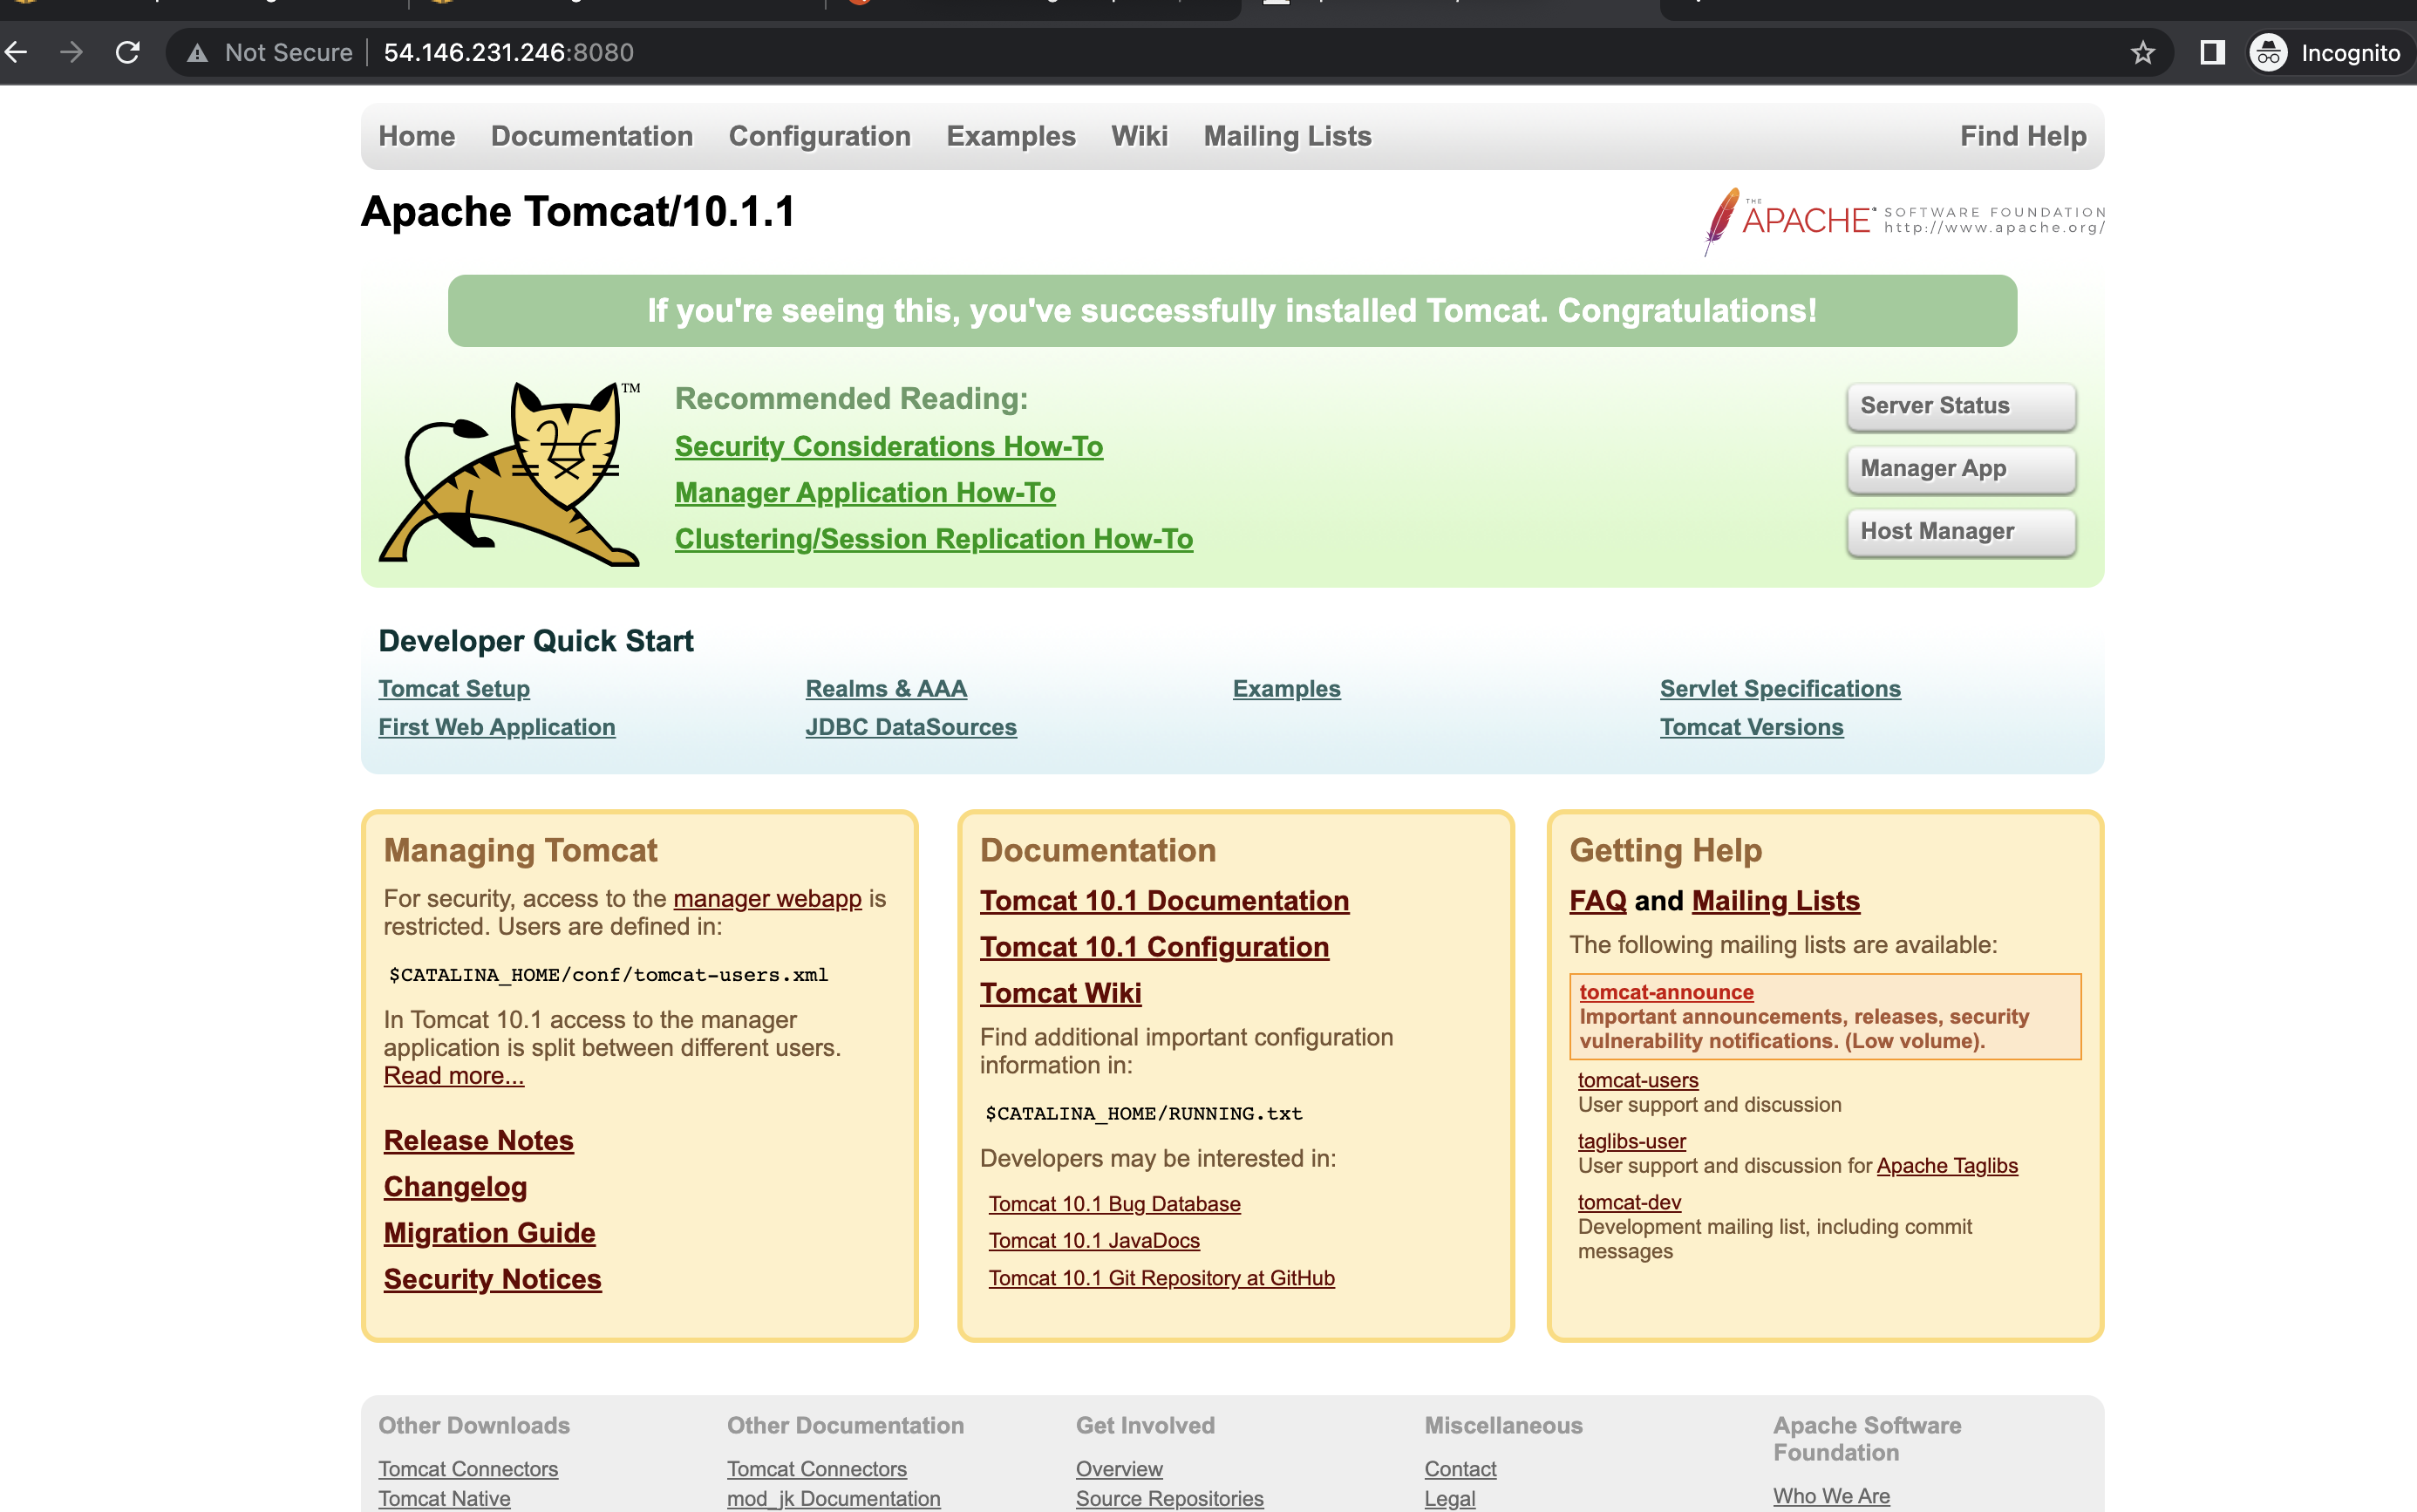 Not Secure 54.146.231.246:8080 Incognito
Home Documentation Configuration Examples Wiki Mailing Lists Find Help
Apache Tomcat/10.1.1
THE APACHE SOFTWARE FOUNDATION
http://www.apache.org/
If you're seeing this, you've successfully installed Tomcat. Congratulations!
TM
Recommended Reading:
Security Considerations How-To
Manager Application How-To
Clustering/Session Replication How-To
Server Status
Manager App
Host Manager
Developer Quick Start
Tomcat Setup
First Web Application
Realms & AAA
JDBC DataSources
Examples
Servlet Specifications
Tomcat Versions
Managing Tomcat
For security, access to the manager webapp is
restricted. Users are defined in:
$CATALINA_HOME/conf/tomcat-users.xml
In Tomcat 10.1 access to the manager
application is split between different users.
Read more...
Release Notes
Changelog
Migration Guide
Security Notices
Documentation
Tomcat 10.1 Documentation
Tomcat 10.1 Configuration
Tomcat Wiki
Find additional important configuration
information in:
$CATALINA_HOME/RUNNING.txt
Developers may be interested in:
Tomcat 10.1 Bug Database
Tomcat 10.1 JavaDocs
Tomcat 10.1 Git Repository at GitHub
Getting Help
FAQ and Mailing Lists
The following mailing lists are available:
tomcat-announce
Important announcements, releases, security
vulnerability notifications. (Low volume).
tomcat-users
User support and discussion
taglibs-user
User support and discussion for Apache Taglibs
tomcat-dev
Development mailing list, including commit
messages
Other Downloads
Tomcat Connectors
Tomcat Native
Other Documentation
Tomcat Connectors
mod_jk Documentation
Get Involved
Overview
Source Repositories
Miscellaneous
Contact
Legal
Apache Software
Foundation
Who We Are